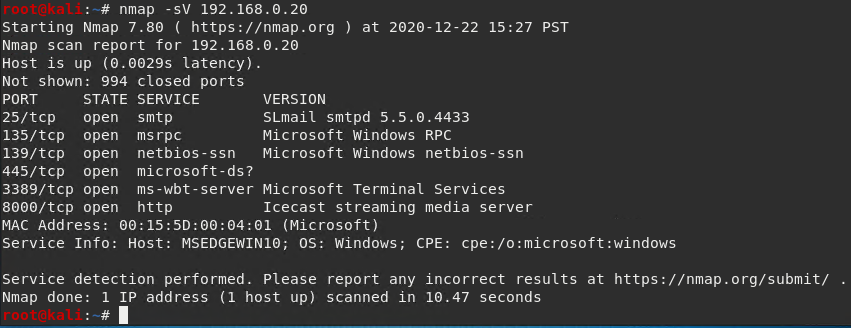 root@kali:~# nmap -sV 192.168.0.20
Starting Nmap 7.80 ( https://nmap.org ) at 2020-12-22 15:27 PST
Nmap scan report for 192.168.0.20
Host is up (0.0029s latency).
Not shown: 994 closed ports
PORT     STATE SERVICE       VERSION
25/tcp   open  smtp          SLmail smtpd 5.5.0.4433
135/tcp  open  msrpc         Microsoft Windows RPC
139/tcp  open  netbios-ssn   Microsoft Windows netbios-ssn
445/tcp  open  microsoft-ds?
3389/tcp open  ms-wbt-server Microsoft Terminal Services
8000/tcp open  http          Icecast streaming media server
MAC Address: 00:15:5D:00:04:01 (Microsoft)
Service Info: Host: MSEDGEWIN10; OS: Windows; CPE: cpe:/o:microsoft:windows

Service detection performed. Please report any incorrect results at https://nmap.org/submit/ .
Nmap done: 1 IP address (1 host up) scanned in 10.47 seconds
root@kali:~#